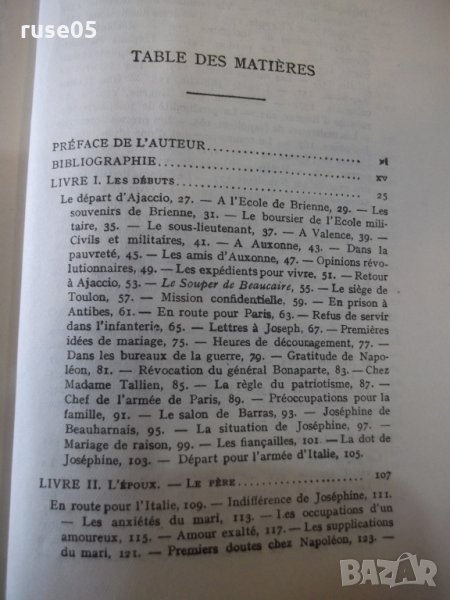 ruse05
TABLE DES MATIÈRES
PRÉFACE DE L'AUTEUR. xi
BIBLIOGRAPHIE. xv
LIVRE I. LES DÉBUTS. 25
Le départ d'Ajaccio, 27. — A l'Ecole de Brienne, 29. — Les
souvenirs de Brienne, 31. — Le boursier de l'Ecole mili-
taire, 35. — Le sous-lieutenant, 37. — A Valence, 39. —
Civils et militaires, 41. — A Auxonne, 43. — Dans la
pauvreté, 45. — Les amis d'Auxonne, 47. — Opinions révo-
lutionnaires, 49. — Les expédients pour vivre, 51. — Retour
à Ajaccio, 53. — Le Souper de Beaucaire, 55. — Le siège de
Toulon, 57. — Mission confidentielle, 59. — En prison à
Antibes, 61. — En route pour Paris, 63. — Refus de servir
dans l'infanterie, 65. — Lettres à Joseph, 67. — Premières
idées de mariage, 75. — Heures de découragement, 77. —
Dans les bureaux de la guerre, 79. — Gratitude de Napo-
léon, 81. — Révocation du général Bonaparte, 83. — Chez
Madame Tallien, 85. — La règle du patriotisme, 87. —
Chef de l'armée de Paris, 89. — Préoccupations pour la
famille, 91. — Le salon de Barras, 93. — Joséphine de
Beauharnais, 95. — La situation de Joséphine, 97. —
Mariage de raison, 99. — Les fiançailles, 101. — La dot de
Joséphine, 103. — Départ pour l'armée d'Italie, 105.
LIVRE II. L'ÉPOUX. — LE PÈRE. 107
En route pour l'Italie, 109. — Indifférence de Joséphine, 111.
— Les anxiétés du mari, 113. — Les occupations d'un
amoureux, 115. — Amour exalté, 117. — Les supplications
du mari, 121. — Premiers doutes chez Napoléon, 123. —
BAZAR